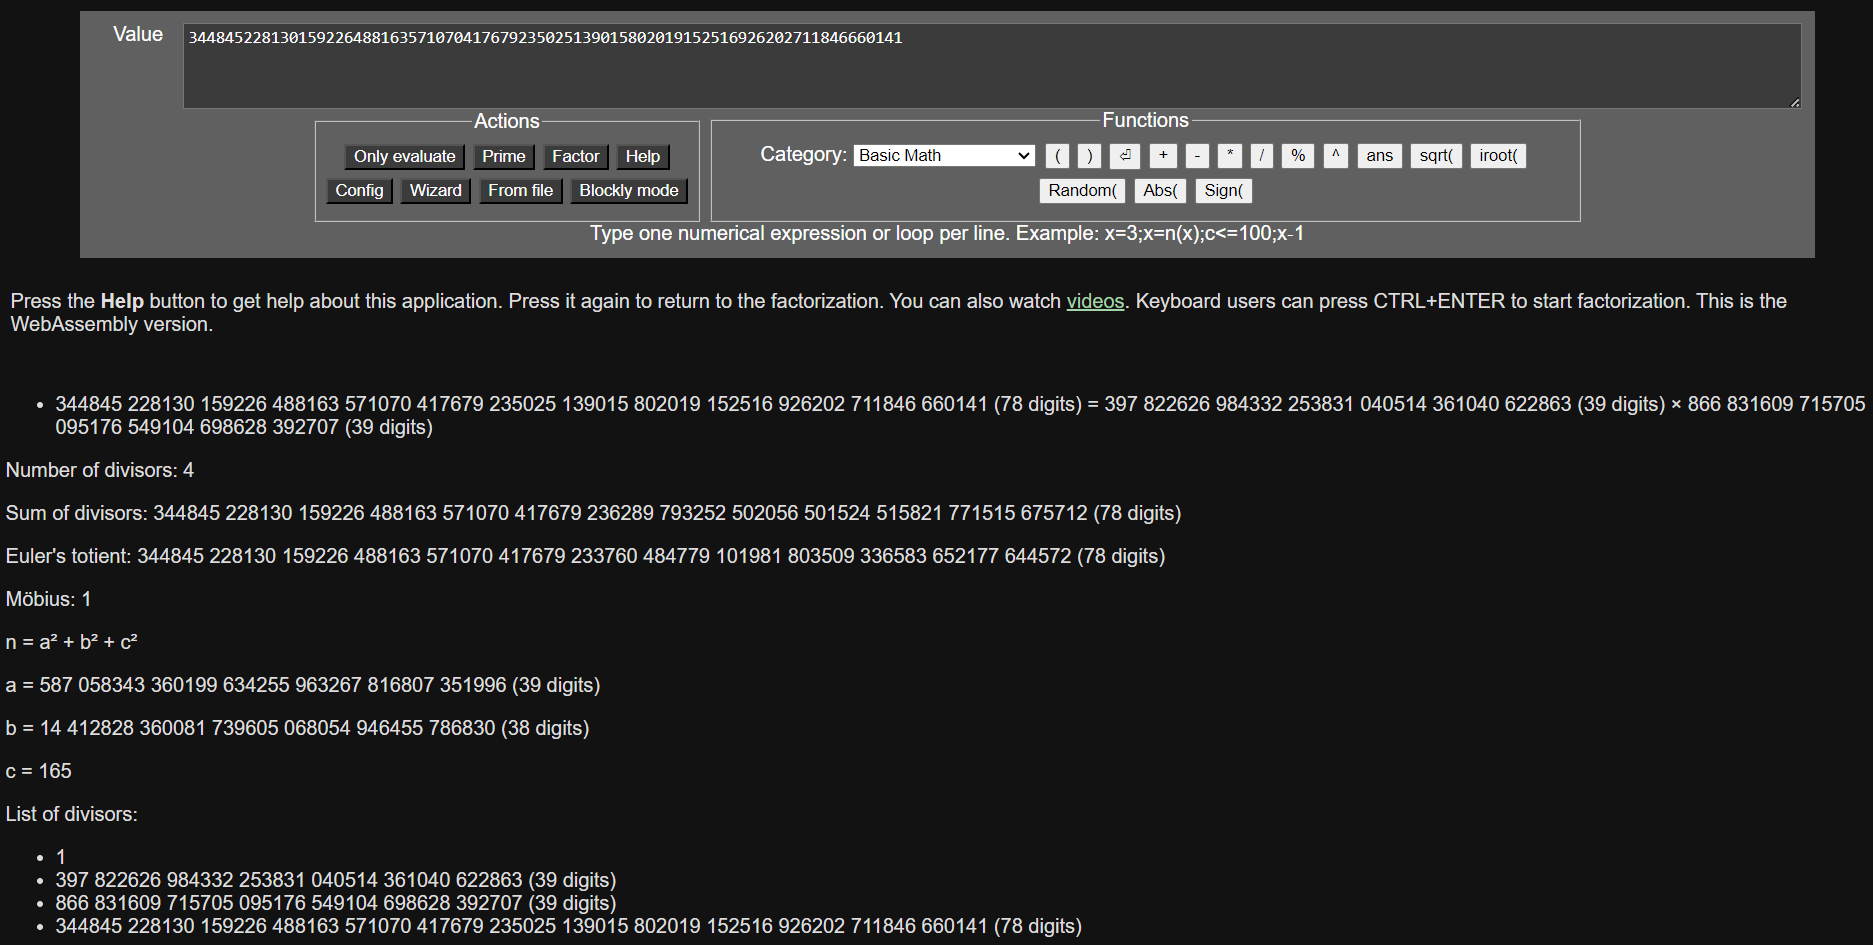 Value
344845228130159226488163571070417679235025139015802019152516926202711846660141
Actions
Only evaluate Prime Factor Help
Config Wizard From file Blockly mode
Functions
Category: Basic Math ( ) ⏎ + - * / % ^ ans sqrt( iroot(
Random( Abs( Sign(
Type one numerical expression or loop per line. Example: x=3;x=n(x);c<=100;x-1
Press the Help button to get help about this application. Press it again to return to the factorization. You can also watch videos. Keyboard users can press CTRL+ENTER to start factorization. This is the
WebAssembly version.
• 344845 228130 159226 488163 571070 417679 235025 139015 802019 152516 926202 711846 660141 (78 digits) = 397 822626 984332 253831 040514 361040 622863 (39 digits) × 866 831609 715705
095176 549104 698628 392707 (39 digits)
Number of divisors: 4
Sum of divisors: 344845 228130 159226 488163 571070 417679 236289 793252 502056 501524 515821 771515 675712 (78 digits)
Euler's totient: 344845 228130 159226 488163 571070 417679 233760 484779 101981 803509 336583 652177 644572 (78 digits)
Möbius: 1
n = a² + b² + c²
a = 587 058343 360199 634255 963267 816807 351996 (39 digits)
b = 14 412828 360081 739605 068054 946455 786830 (38 digits)
c = 165
List of divisors:
• 1
• 397 822626 984332 253831 040514 361040 622863 (39 digits)
• 866 831609 715705 095176 549104 698628 392707 (39 digits)
• 344845 228130 159226 488163 571070 417679 235025 139015 802019 152516 926202 711846 660141 (78 digits)